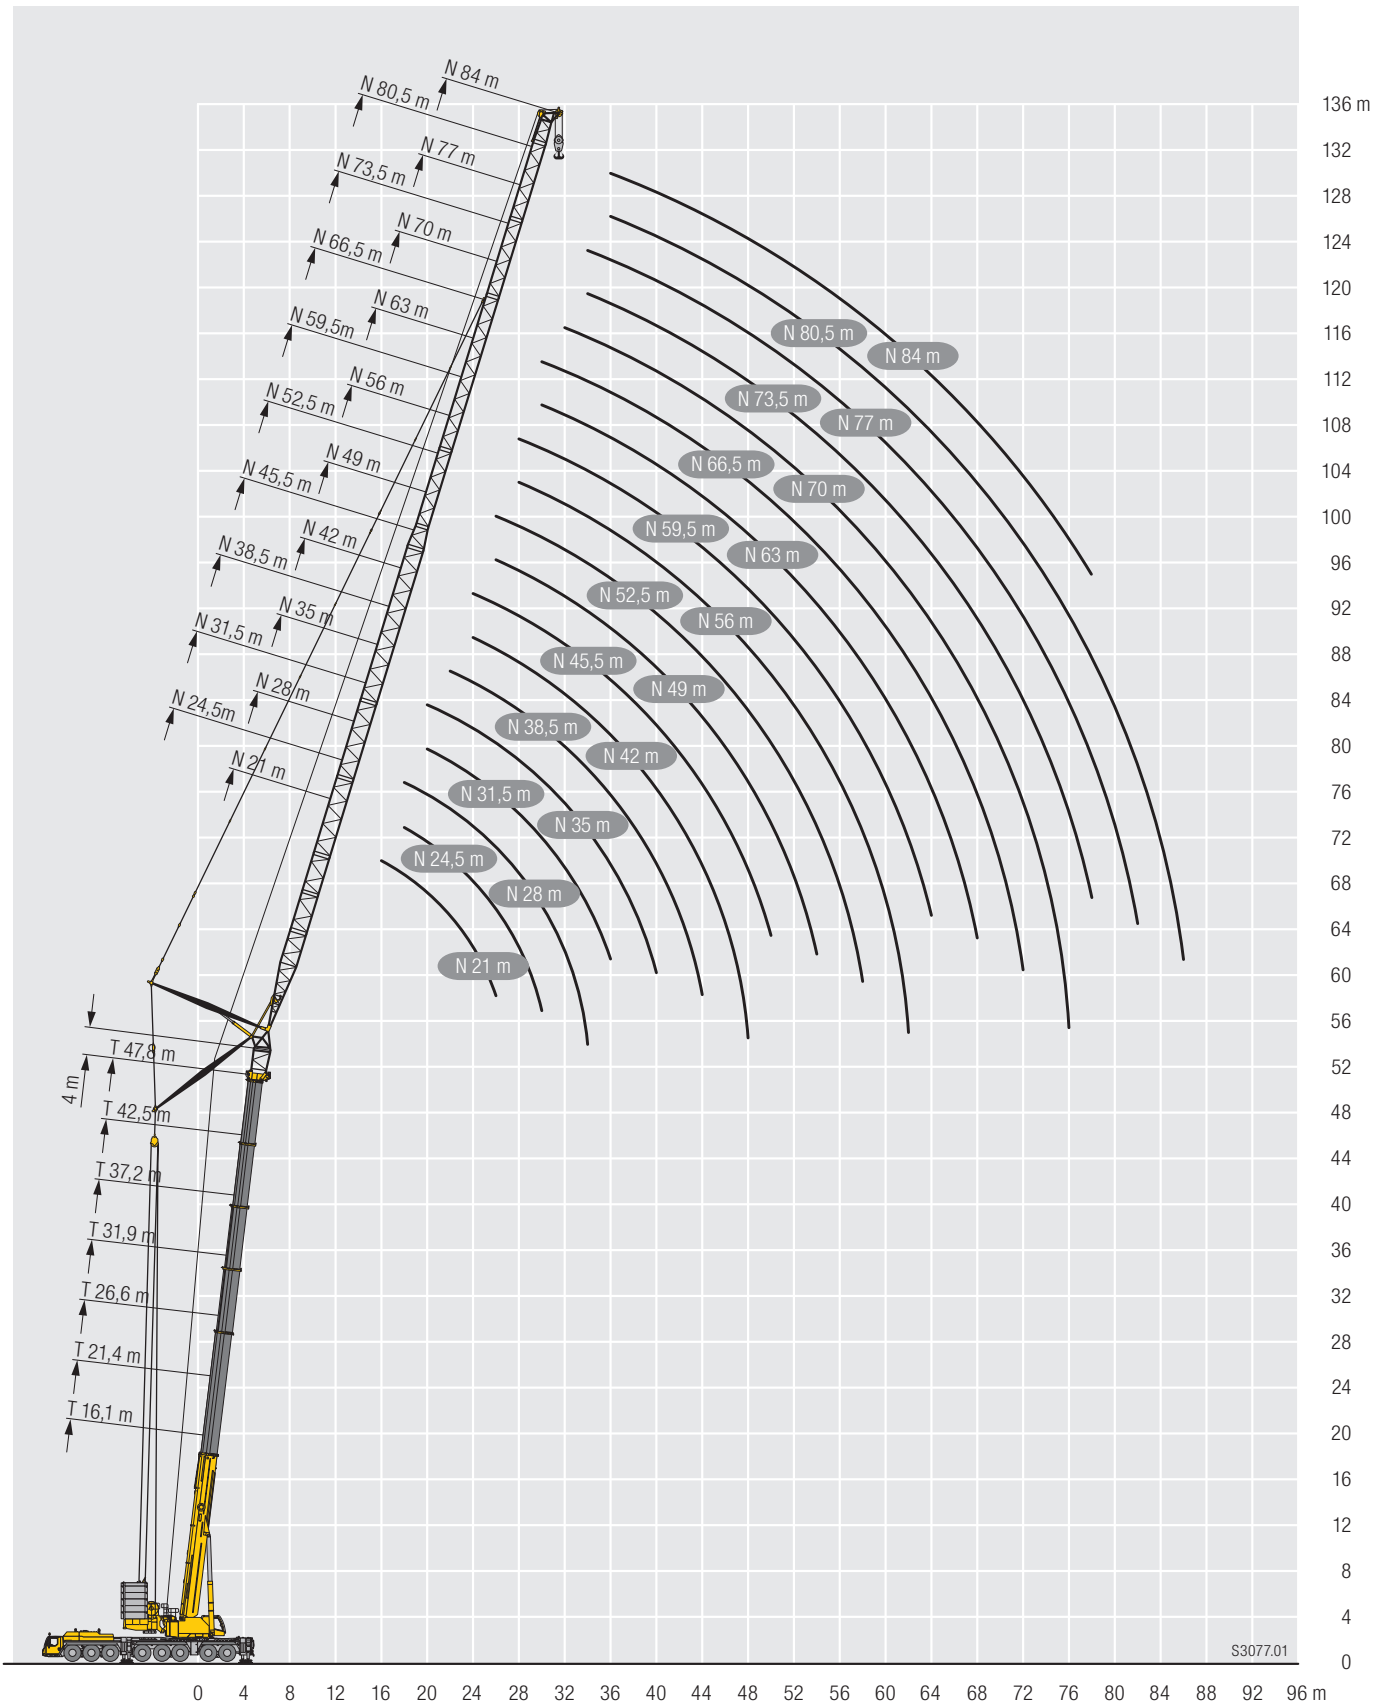 N 84 m
N 80,5 m
136 m
N 77 m
132
N 73,5 m
128
N 70 m
124
N 66,5 m
120
N 63 m
N 59,5m
N 80,5 m
116
N 84 m
N 56 m
112
N 52,5 m
N 73,5 m
108
N 77 m
N 49 m
N 66,5 m
104
N 45,5 m
N 70 m
100
N 42 m
N 59,5 m
N 38,5 m
N 63 m
96
N 35 m
N 52,5 m
92
N 31,5 m
N 56 m
88
N 28 m
N 45,5 m
N 24,5m
N 49 m
84
N 21 m
N 38,5 m
80
N 42 m
76
N 31,5 m
72
N 35 m
N 24,5 m
68
N 28 m
64
N 21 m
60
56
T 47,8 m
52
4 m
T 42,5 m
48
44
T 37,2 m
40
T 31,9 m
36
T 26,6 m
32
28
T 21,4 m
24
T 16,1 m
20
16
12
8
4
S3077.01
0
0 4 8 12 16 20 24 28 32 36 40 44 48 52 54 60 64 68 72 76 80 84 88 92 96 m